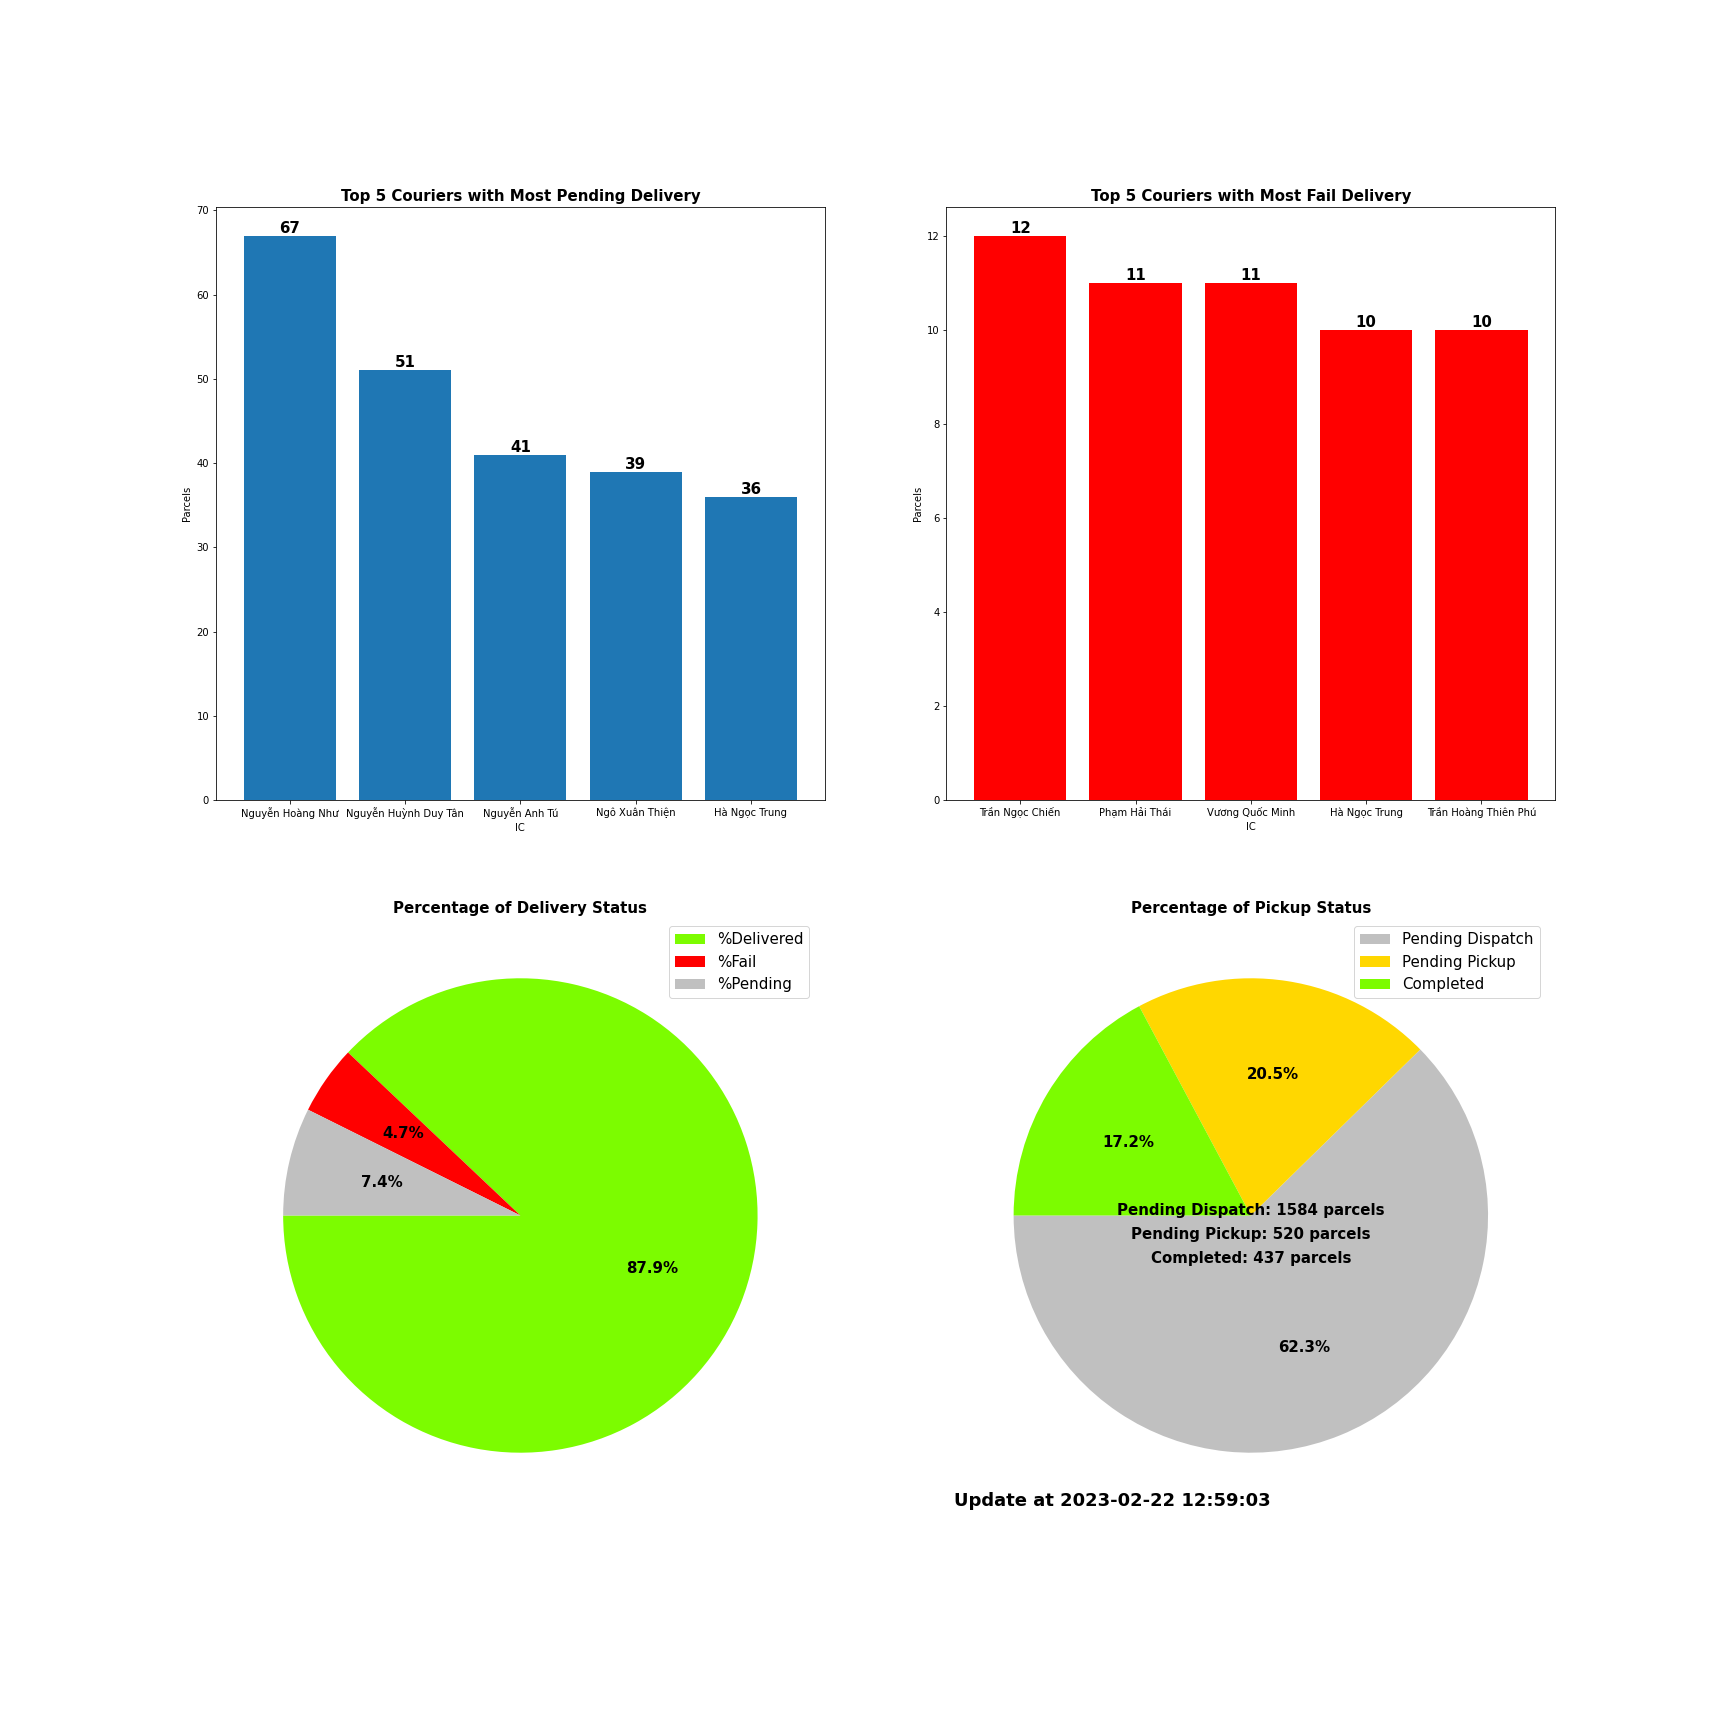 Top 5 Couriers with Most Pending Delivery
70
60
50
40
30
20
10
0
Parcels
67
51
41
39
36
Nguyễn Hoàng Như
Nguyễn Huỳnh Duy Tân
Nguyễn Anh Tú
Ngô Xuân Thiện
Hà Ngọc Trung
IC
Top 5 Couriers with Most Fail Delivery
12
10
8
6
4
2
0
Parcels
12
11
11
10
10
Trần Ngọc Chiến
Phạm Hải Thái
Vương Quốc Minh
Hà Ngọc Trung
Trần Hoàng Thiên Phú
IC
Percentage of Delivery Status
%Delivered
%Fail
%Pending
4.7%
7.4%
87.9%
Percentage of Pickup Status
Pending Dispatch
Pending Pickup
Completed
20.5%
17.2%
Pending Dispatch: 1584 parcels
Pending Pickup: 520 parcels
Completed: 437 parcels
62.3%
Update at 2023-02-22 12:59:03